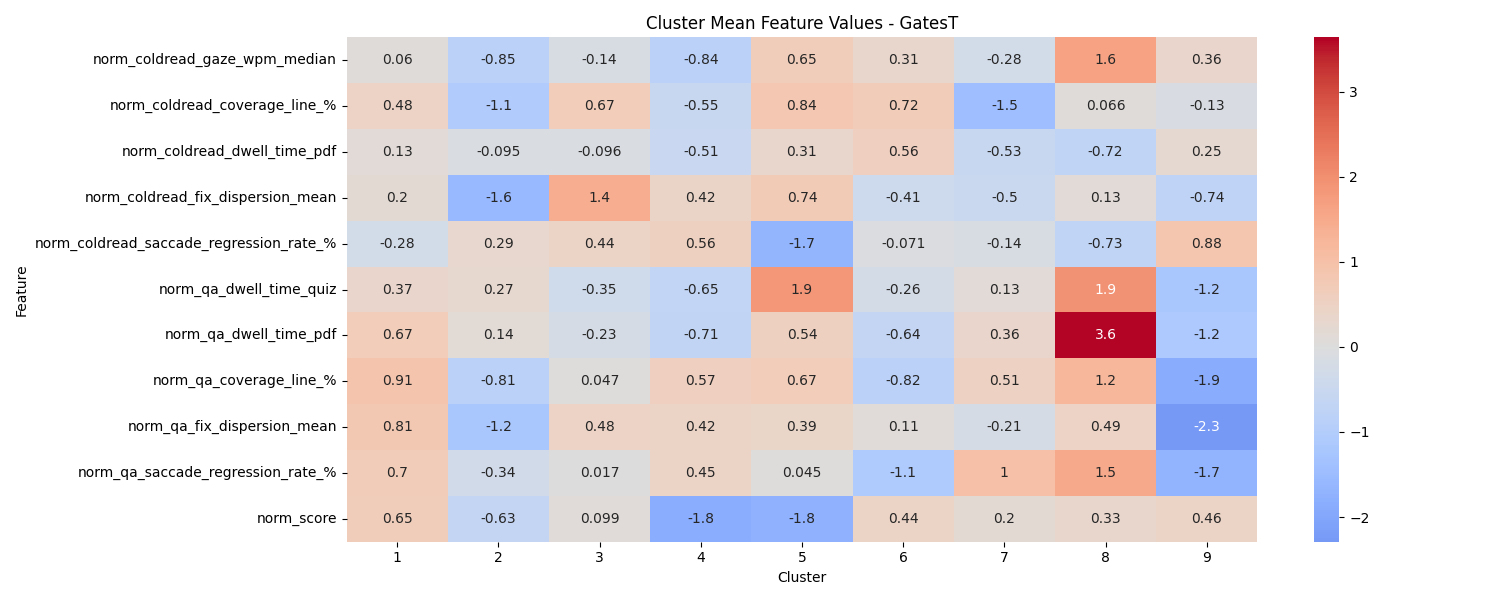 Cluster Mean Feature Values - GatesT
norm_coldread_gaze_wpm_median 0.06 -0.85 -0.14 -0.84 0.65 0.31 -0.28 1.6 0.36
norm_coldread_coverage_line_% 0.48 -1.1 0.67 -0.55 0.84 0.72 -1.5 0.066 -0.13
norm_coldread_dwell_time_pdf 0.13 -0.095 -0.096 -0.51 0.31 0.56 -0.53 -0.72 0.25
norm_coldread_fix_dispersion_mean 0.2 -1.6 1.4 0.42 0.74 -0.41 -0.5 0.13 -0.74
norm_coldread_saccade_regression_rate_% -0.28 0.29 0.44 0.56 -1.7 -0.071 -0.14 -0.73 0.88
norm_qa_dwell_time_quiz 0.37 0.27 -0.35 -0.65 1.9 -0.26 0.13 1.9 -1.2
norm_qa_dwell_time_pdf 0.67 0.14 -0.23 -0.71 0.54 -0.64 0.36 3.6 -1.2
norm_qa_coverage_line_% 0.91 -0.81 0.047 0.57 0.67 -0.82 0.51 1.2 -1.9
norm_qa_fix_dispersion_mean 0.81 -1.2 0.48 0.42 0.39 0.11 -0.21 0.49 -2.3
norm_qa_saccade_regression_rate_% 0.7 -0.34 0.017 0.45 0.045 -1.1 1 1.5 -1.7
norm_score 0.65 -0.63 0.099 -1.8 -1.8 0.44 0.2 0.33 0.46
1 2 3 4 5 6 7 8 9
Cluster
Feature
3
2
1
0
−1
−2